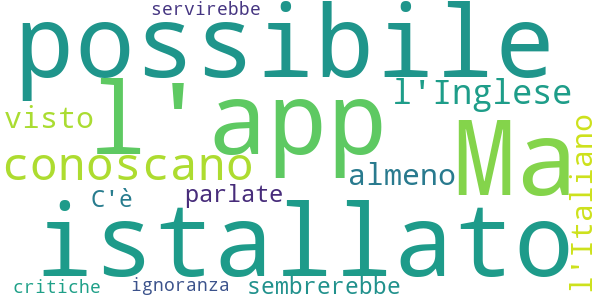 servirebbe
possibile
l'app
l'Inglese
visto
Ma
conoscano
almeno
C'è
parlate
l'Italiano
istallato
critiche
ignoranza
sembrerebbe